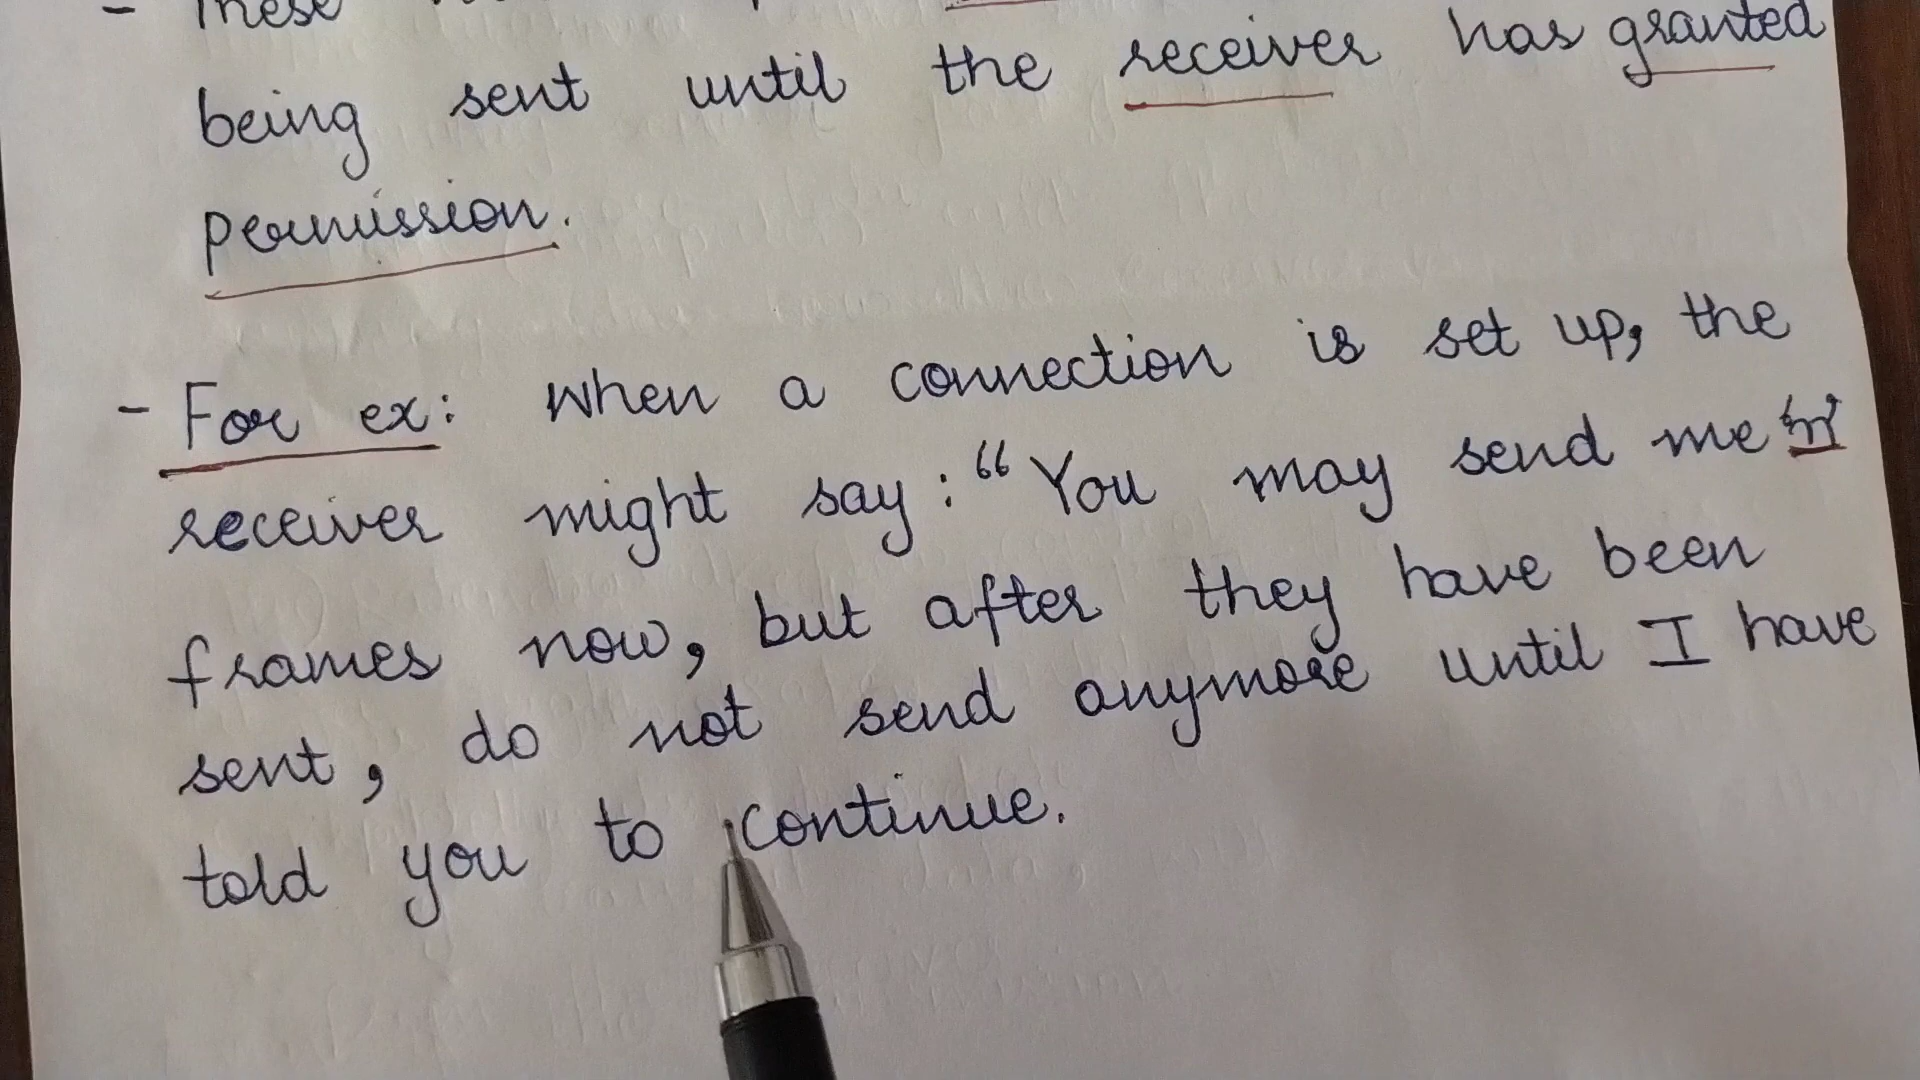 - These
being sent until the receiver has granted
permission.
- For ex: When a connection is set up, the
receiver might say: “You may send me 'n'
frames now, but after they have been
sent, do not send anymore until I have
told you to continue.